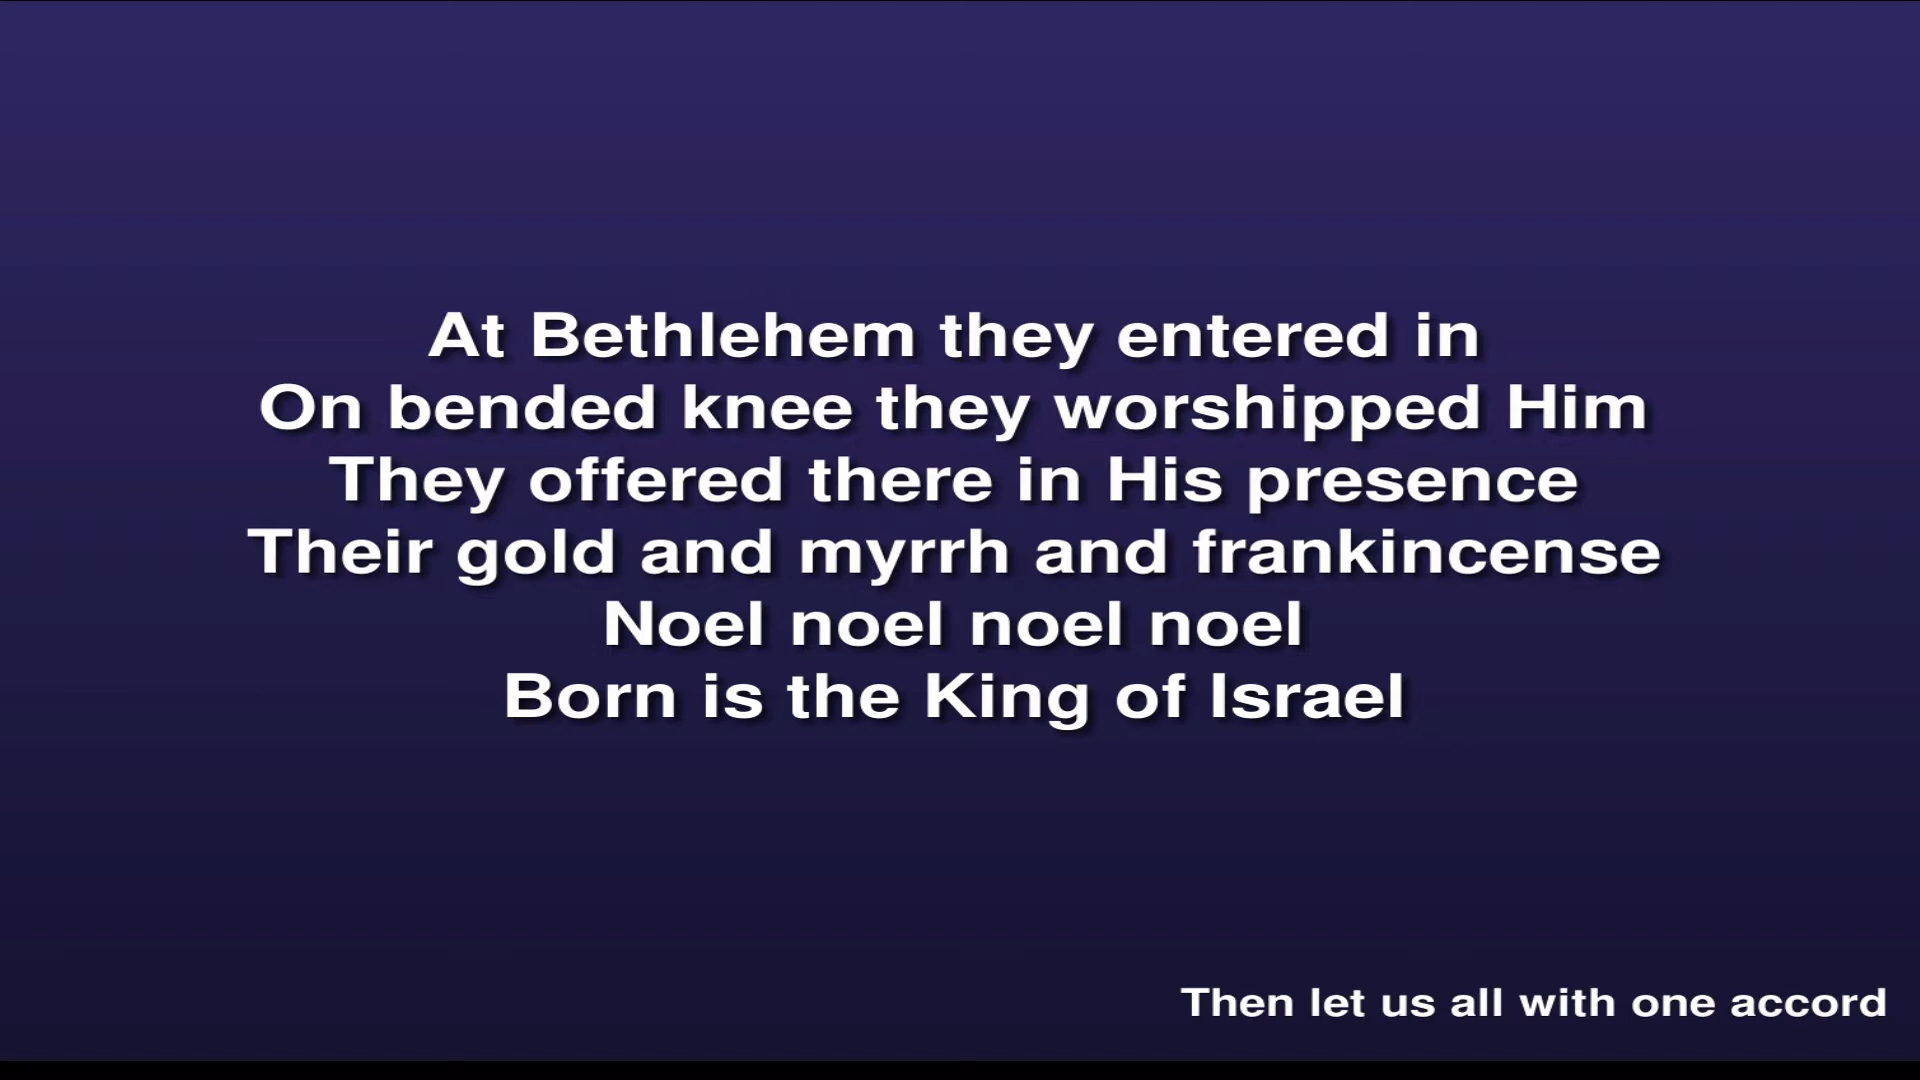 At Bethlehem they entered in
On bended knee they worshipped Him
They offered there in His presence
Their gold and myrrh and frankincense
Noel noel noel noel
Born is the King of Israel
Then let us all with one accord